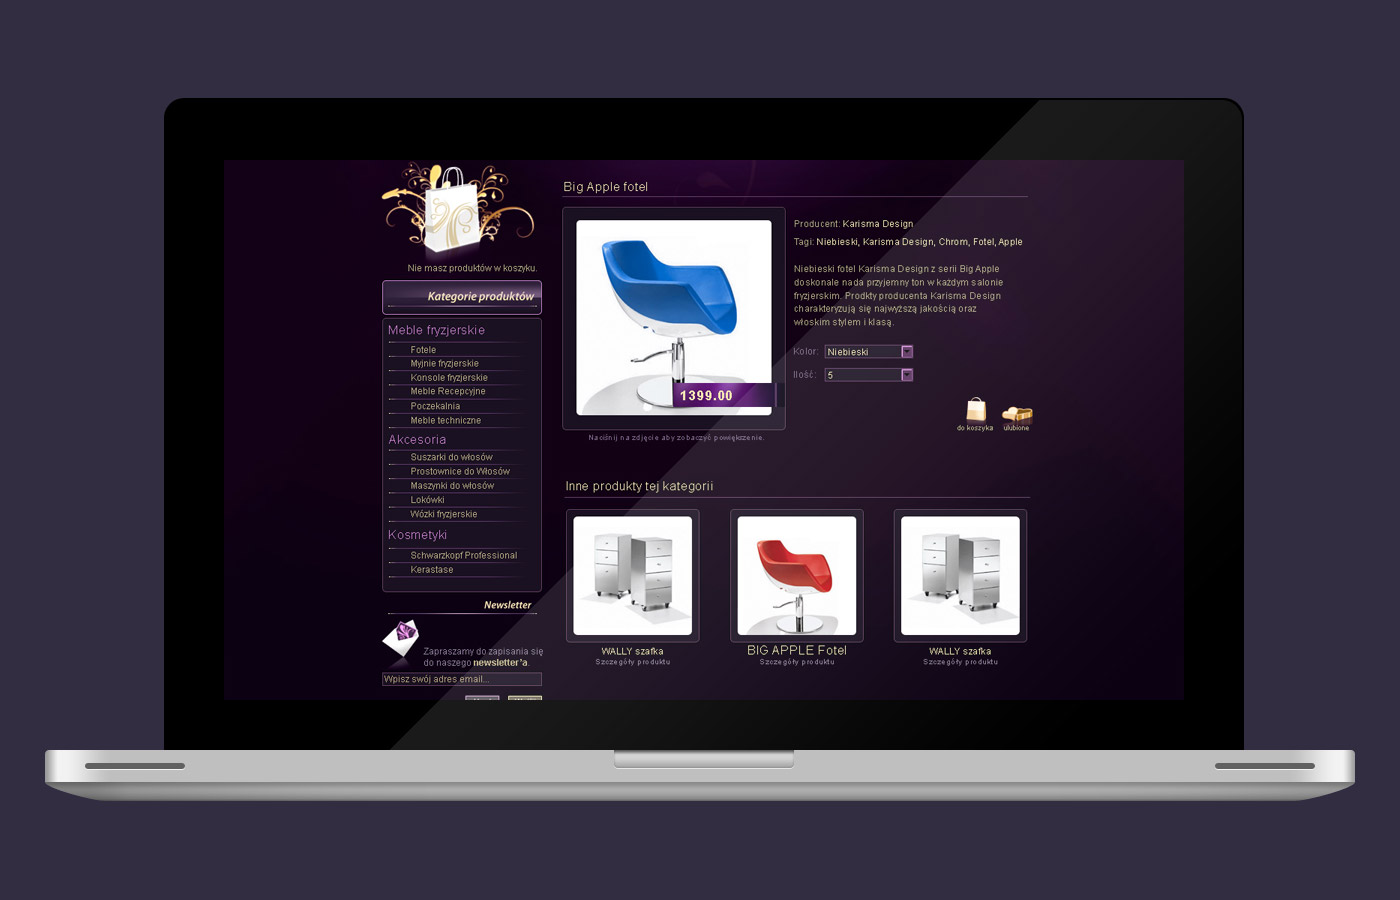 Nie masz produktów w koszyku.
Kategorie produktów
Meble fryzjerskie
Fotele
Myjnie fryzjerskie
Konsole fryzjerskie
Meble Recepcyjne
Poczekalnia
Meble techniczne
Akcesoria
Suszarki do włosów
Prostownice do Włosów
Maszynki do włosów
Lokówki
Wózki fryzjerskie
Kosmetyki
Schwarzkopf Professional
Kerastase
Newsletter
Zapraszamy do zapisania się
do naszego newsletter'a.
Wpisz swój adres email...
Big Apple fotel
1399.00
Naciśnij na zdjęcie aby zobaczyć powiększenie.
Producent: Karisma Design
Tagi: Niebieski, Karisma Design, Chrom, Fotel, Apple
Niebieski fotel Karisma Design z serii Big Apple
doskonale nada przyjemny ton w każdym salonie
fryzjerskim. Prodkty producenta Karisma Design
charakteryzują się najwyższą jakością oraz
włoskim stylem i klasą.
Kolor: Niebieski
Ilość: 5
do koszyka
ulubione
Inne produkty tej kategorii
WALLY szafka
Szczegóły produktu
BIG APPLE Fotel
Szczegóły produktu
WALLY szafka
Szczegóły produktu